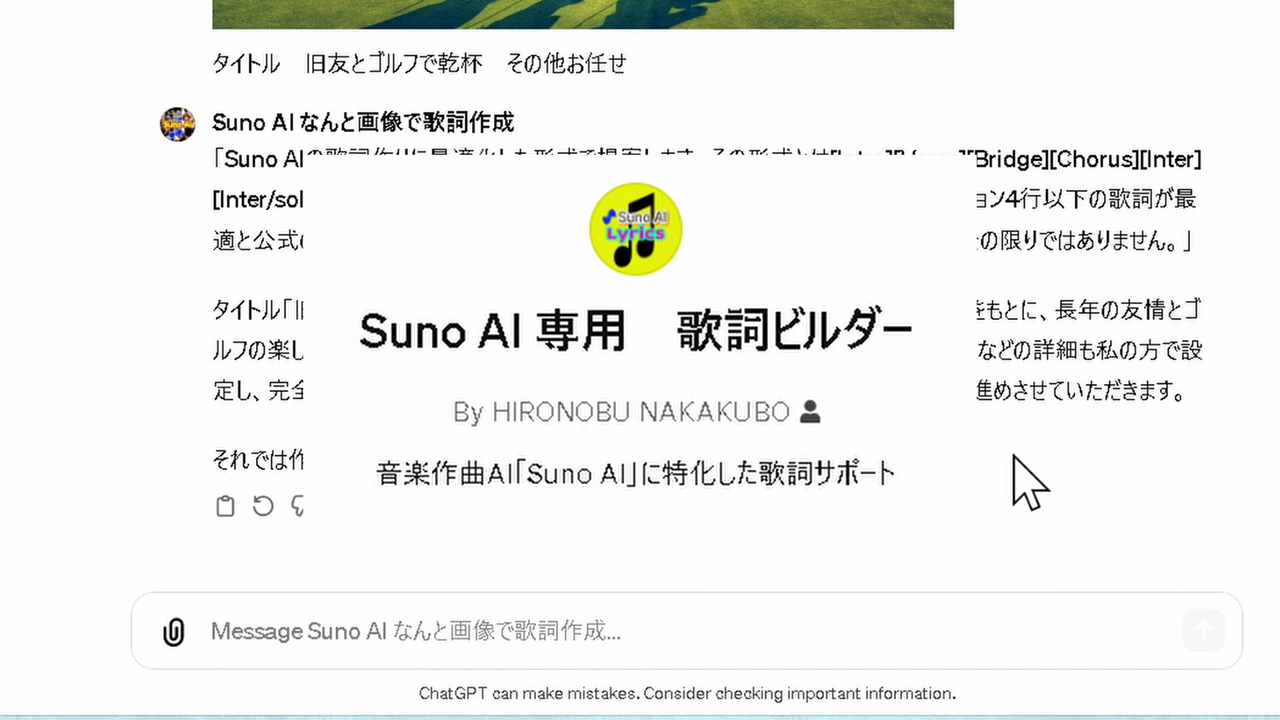 タイトル　旧友とゴルフで乾杯　その他お任せ
Suno AI なんと画像で歌詞作成
「Suno AIの歌詞作りに最適化した形式で提案します。その形式とは Bridge][Chorus][Inter]
[Inter/sol ョン4行以下の歌詞が最
適と公式 の限りではありません。」
Suno AI
Lyrics
Suno AI 専用　歌詞ビルダー
タイトル「旧 をもとに、長年の友情とゴ
ルフの楽し などの詳細も私の方で設
定し、完全 進めさせていただきます。
By HIRONOBU NAKAKUBO
音楽作曲AI「Suno AI」に特化した歌詞サポート
それでは作
Message Suno AI なんと画像で歌詞作成...
ChatGPT can make mistakes. Consider checking important information.